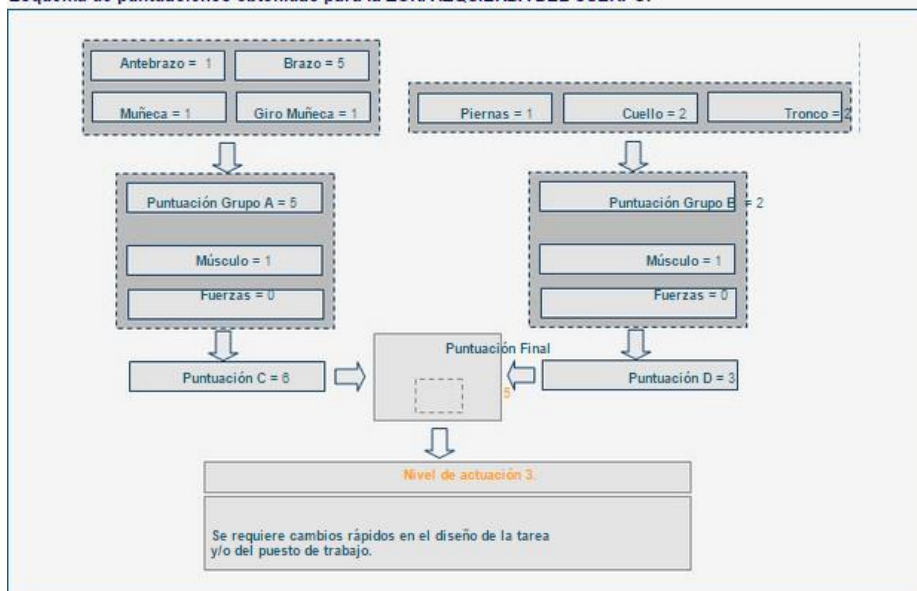 Antebrazo = 1 Brazo = 5
Muñeca = 1 Giro Muñeca = 1
Piernas = 1 Cuello = 2 Tronco = 2
Puntuación Grupo A = 5
Músculo = 1
Fuerzas = 0
Puntuación Grupo B = 2
Músculo = 1
Fuerzas = 0
Puntuación C = 6
Puntuación Final
5
Puntuación D = 3
Nivel de actuación 3.
Se requiere cambios rápidos en el diseño de la tarea
y/o del puesto de trabajo.